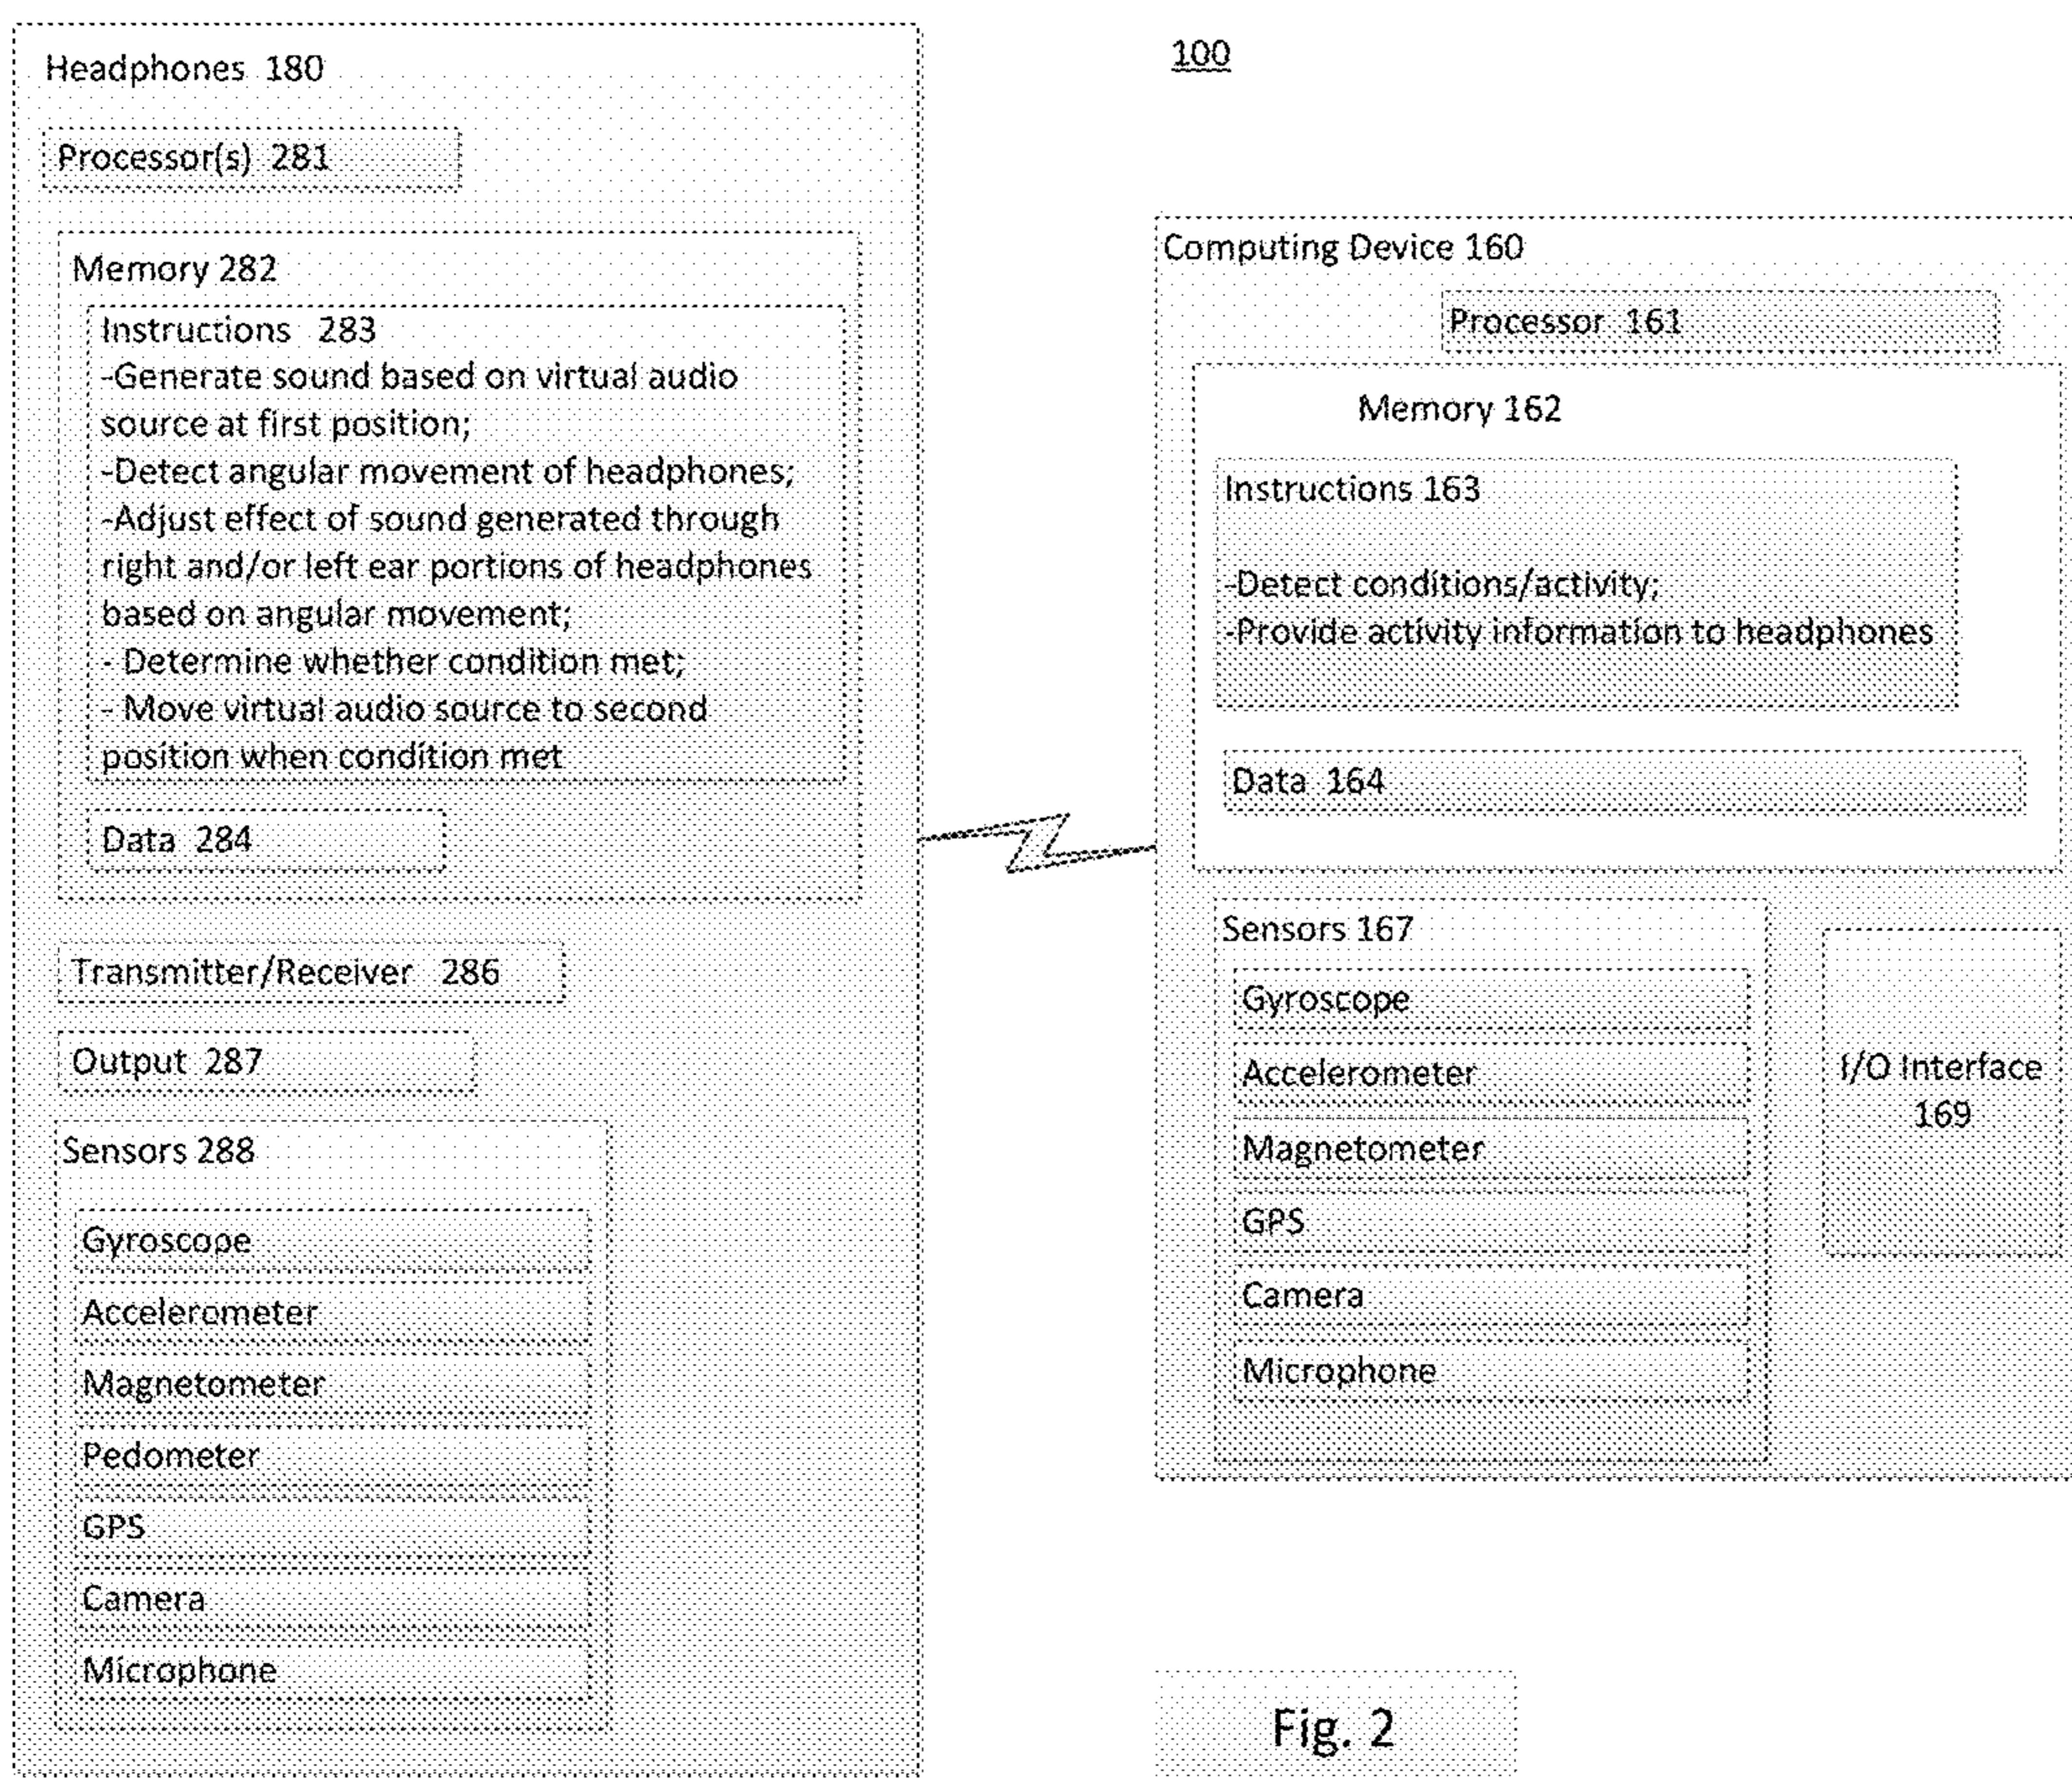 Headphones 180
Processor(s) 281
Memory 282
Instructions 283
-Generate sound based on virtual audio
source at first position;
-Detect angular movement of headphones;
-Adjust effect of sound generated through
right and/or left ear portions of headphones
based on angular movement;
- Determine whether condition met;
- Move virtual audio source to second
position when condition met
Data 284
Transmitter/Receiver 286
Output 287
Sensors 288
Gyroscope
Accelerometer
Magnetometer
Pedometer
GPS
Camera
Microphone
100
Computing Device 160
Processor 161
Memory 162
Instructions 163
-Detect conditions/activity;
-Provide activity information to headphones
Data 164
Sensors 167
Gyroscope
Accelerometer
Magnetometer
GPS
Camera
Microphone
I/O Interface
169
Fig. 2